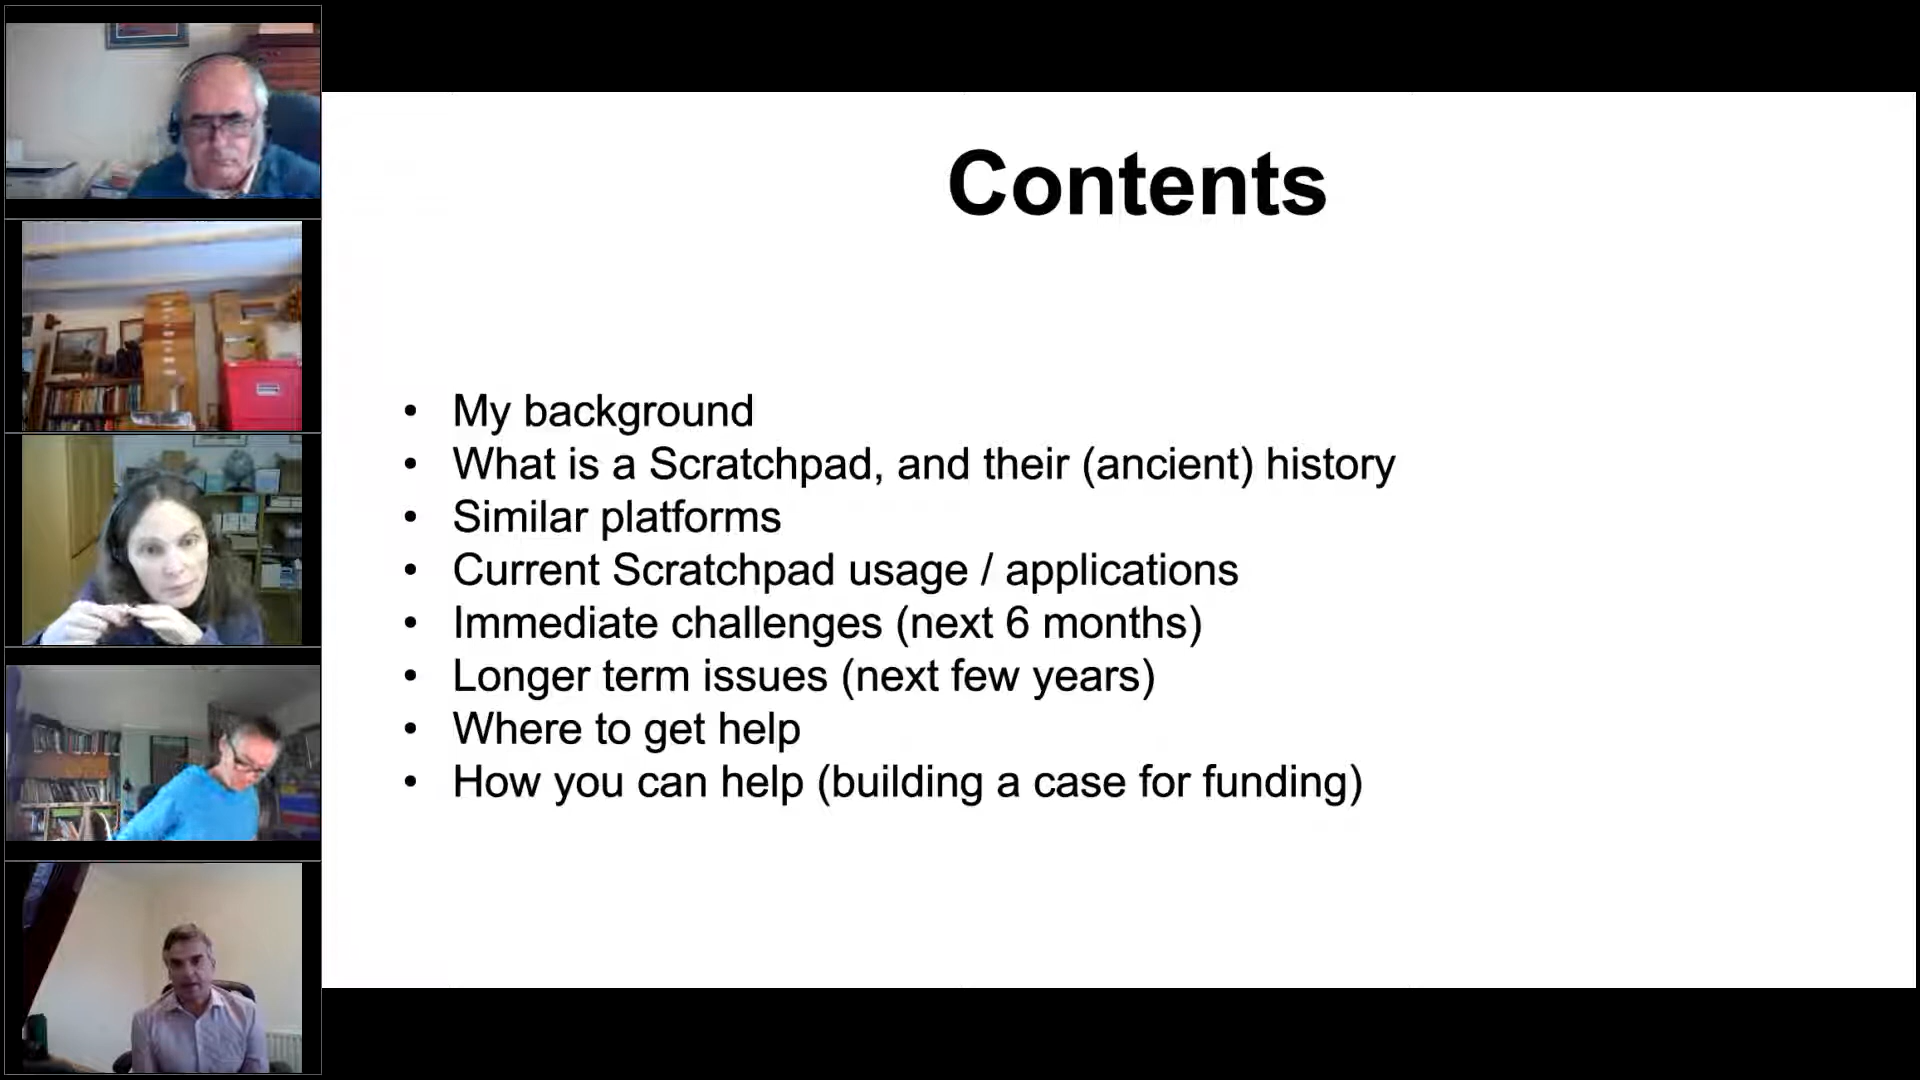 Contents
• My background
• What is a Scratchpad, and their (ancient) history
• Similar platforms
• Current Scratchpad usage / applications
• Immediate challenges (next 6 months)
• Longer term issues (next few years)
• Where to get help
• How you can help (building a case for funding)